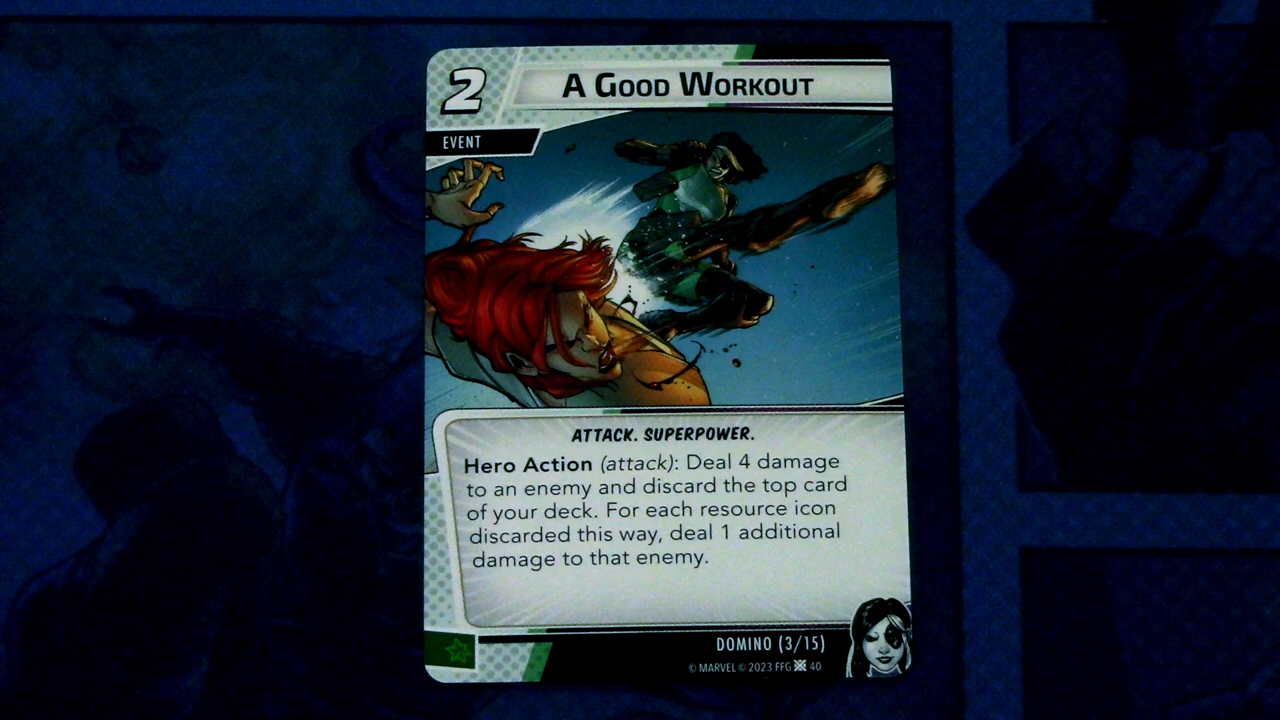 2
A Good Workout
EVENT
ATTACK. SUPERPOWER.
Hero Action (attack): Deal 4 damage
to an enemy and discard the top card
of your deck. For each resource icon
discarded this way, deal 1 additional
damage to that enemy.
DOMINO (3/15)
© MARVEL © 2023 FFG 40